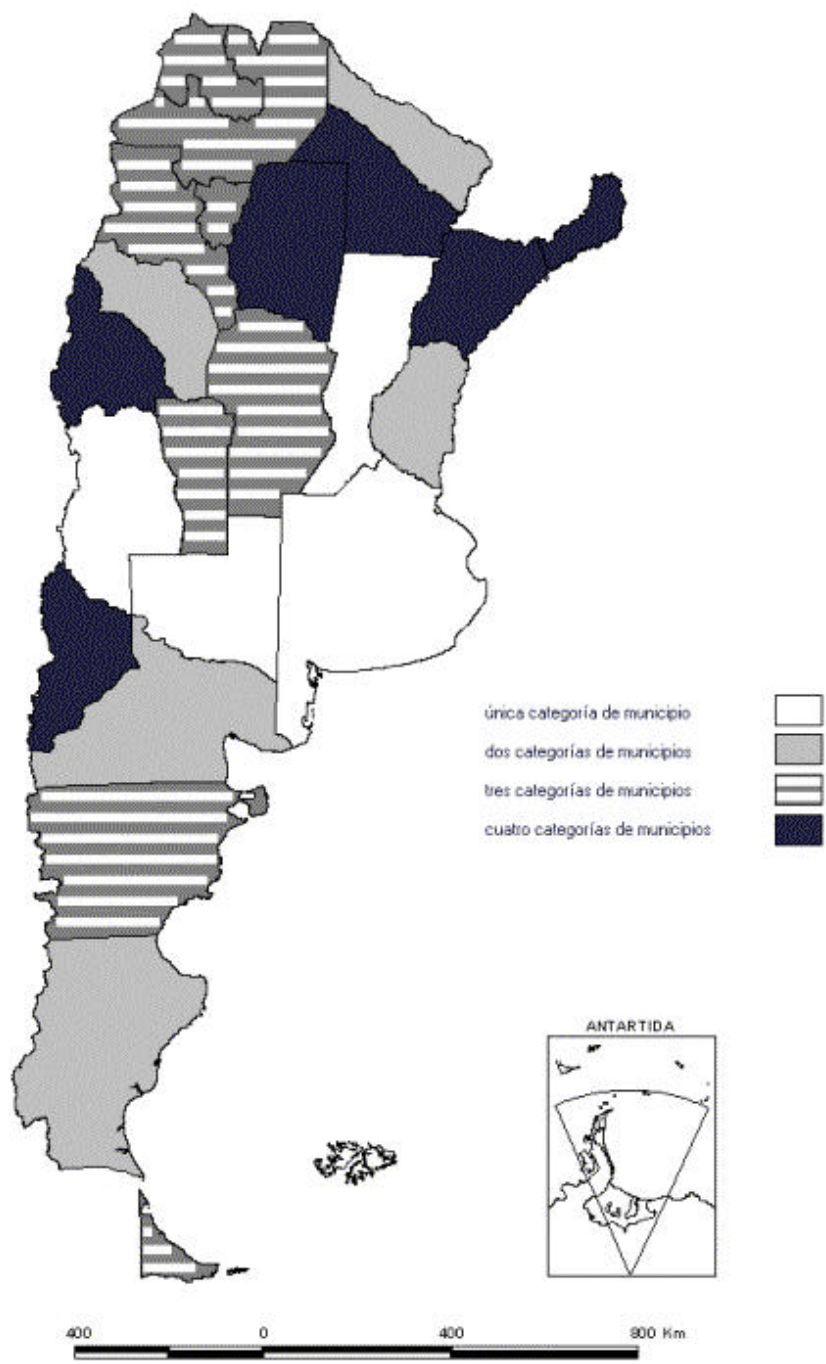 única categoría de municipio
dos categorías de municipios
tres categorías de municipios
cuatro categorías de municipios
ANTARTIDA
400 0 400 800 Km